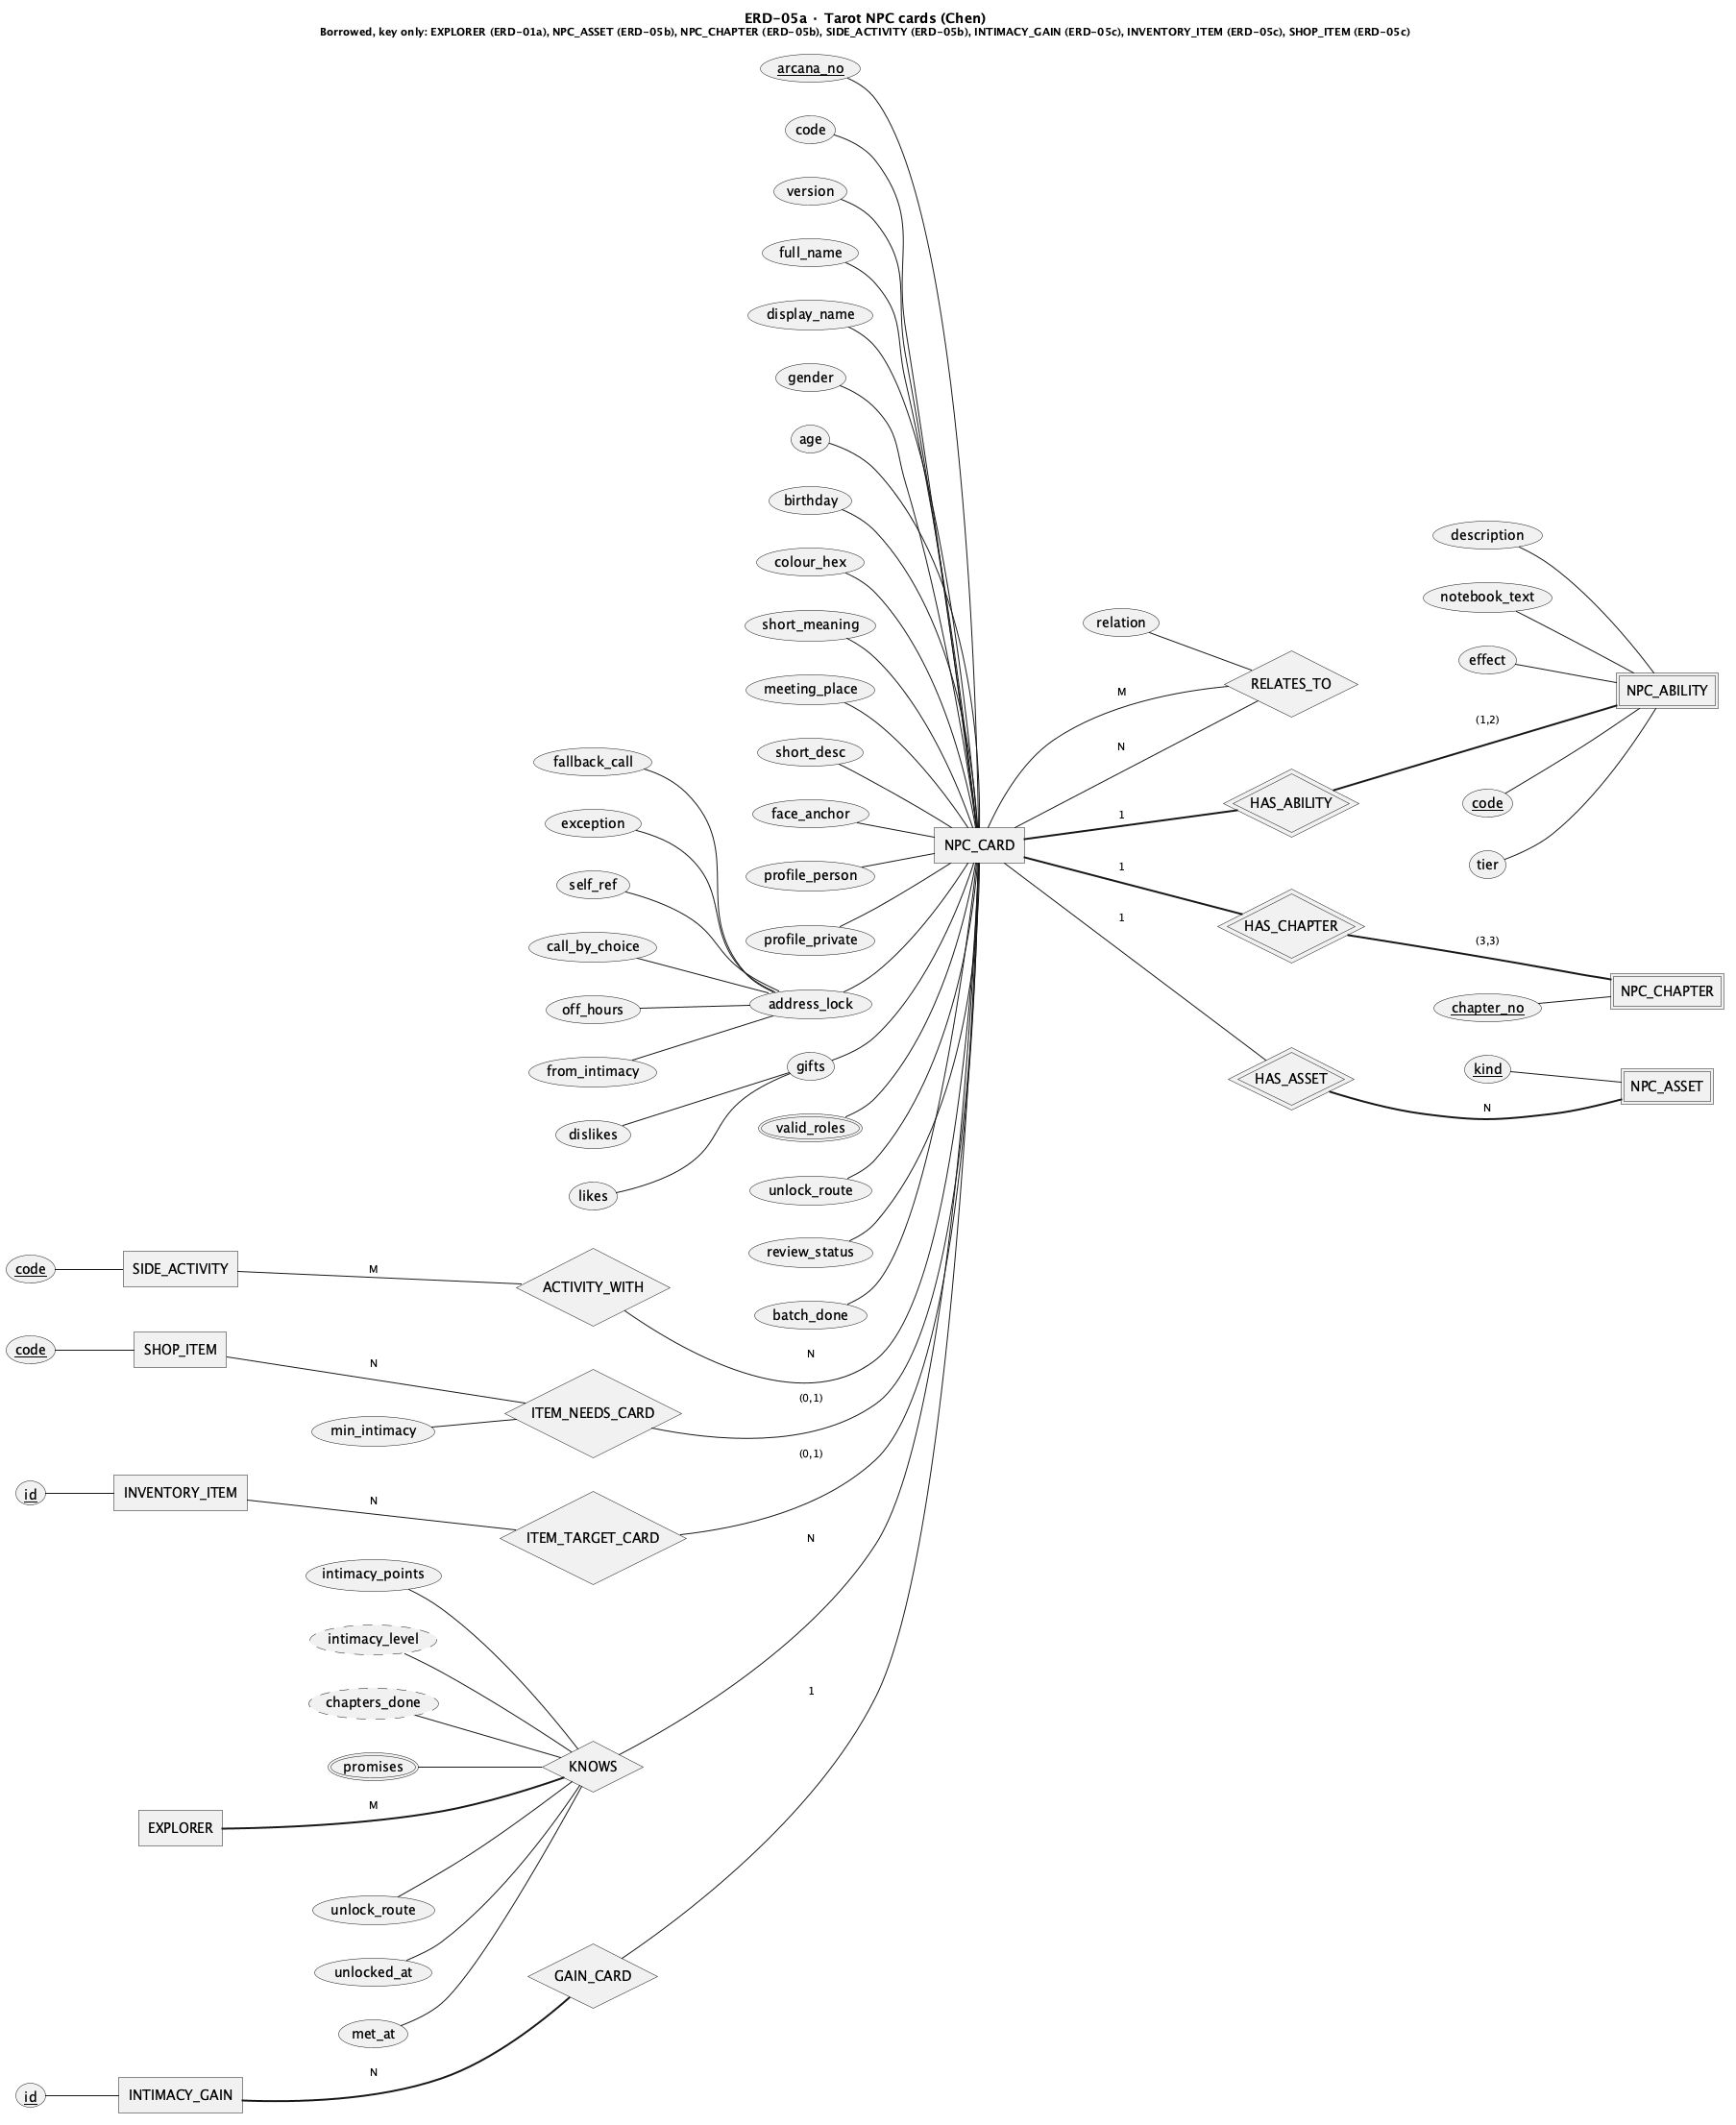 ERD-05a · Tarot NPC cards (Chen)
Borrowed, key only: EXPLORER (ERD-01a), NPC_ASSET (ERD-05b), NPC_CHAPTER (ERD-05b), SIDE_ACTIVITY (ERD-05b), INTIMACY_GAIN (ERD-05c), INVENTORY_ITEM (ERD-05c), SHOP_ITEM (ERD-05c)
arcana_no
code
version
full_name
display_name
gender
age
birthday
colour_hex
short_meaning
meeting_place
short_desc
face_anchor
profile_person
profile_private
address_lock
fallback_call
exception
self_ref
call_by_choice
off_hours
from_intimacy
gifts
dislikes
likes
valid_roles
unlock_route
review_status
batch_done
NPC_CARD
relation
M
RELATES_TO
N
description
notebook_text
effect
NPC_ABILITY
(1,2)
1
HAS_ABILITY
code
tier
1
HAS_CHAPTER
(3,3)
NPC_CHAPTER
chapter_no
1
HAS_ASSET
kind
NPC_ASSET
N
code
SIDE_ACTIVITY
M
ACTIVITY_WITH
N
code
SHOP_ITEM
N
ITEM_NEEDS_CARD
(0,1)
min_intimacy
id
INVENTORY_ITEM
N
ITEM_TARGET_CARD
(0,1)
intimacy_points
intimacy_level
chapters_done
promises
KNOWS
N
EXPLORER
M
unlock_route
unlocked_at
met_at
GAIN_CARD
1
id
INTIMACY_GAIN
N